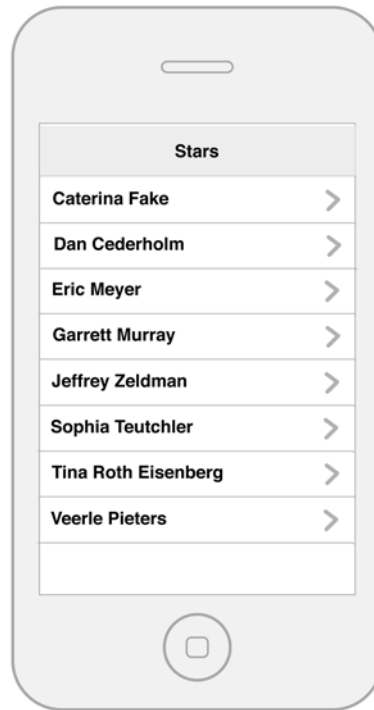 Stars
Caterina Fake
Dan Cederholm
Eric Meyer
Garrett Murray
Jeffrey Zeldman
Sophia Teutchler
Tina Roth Eisenberg
Veerle Pieters